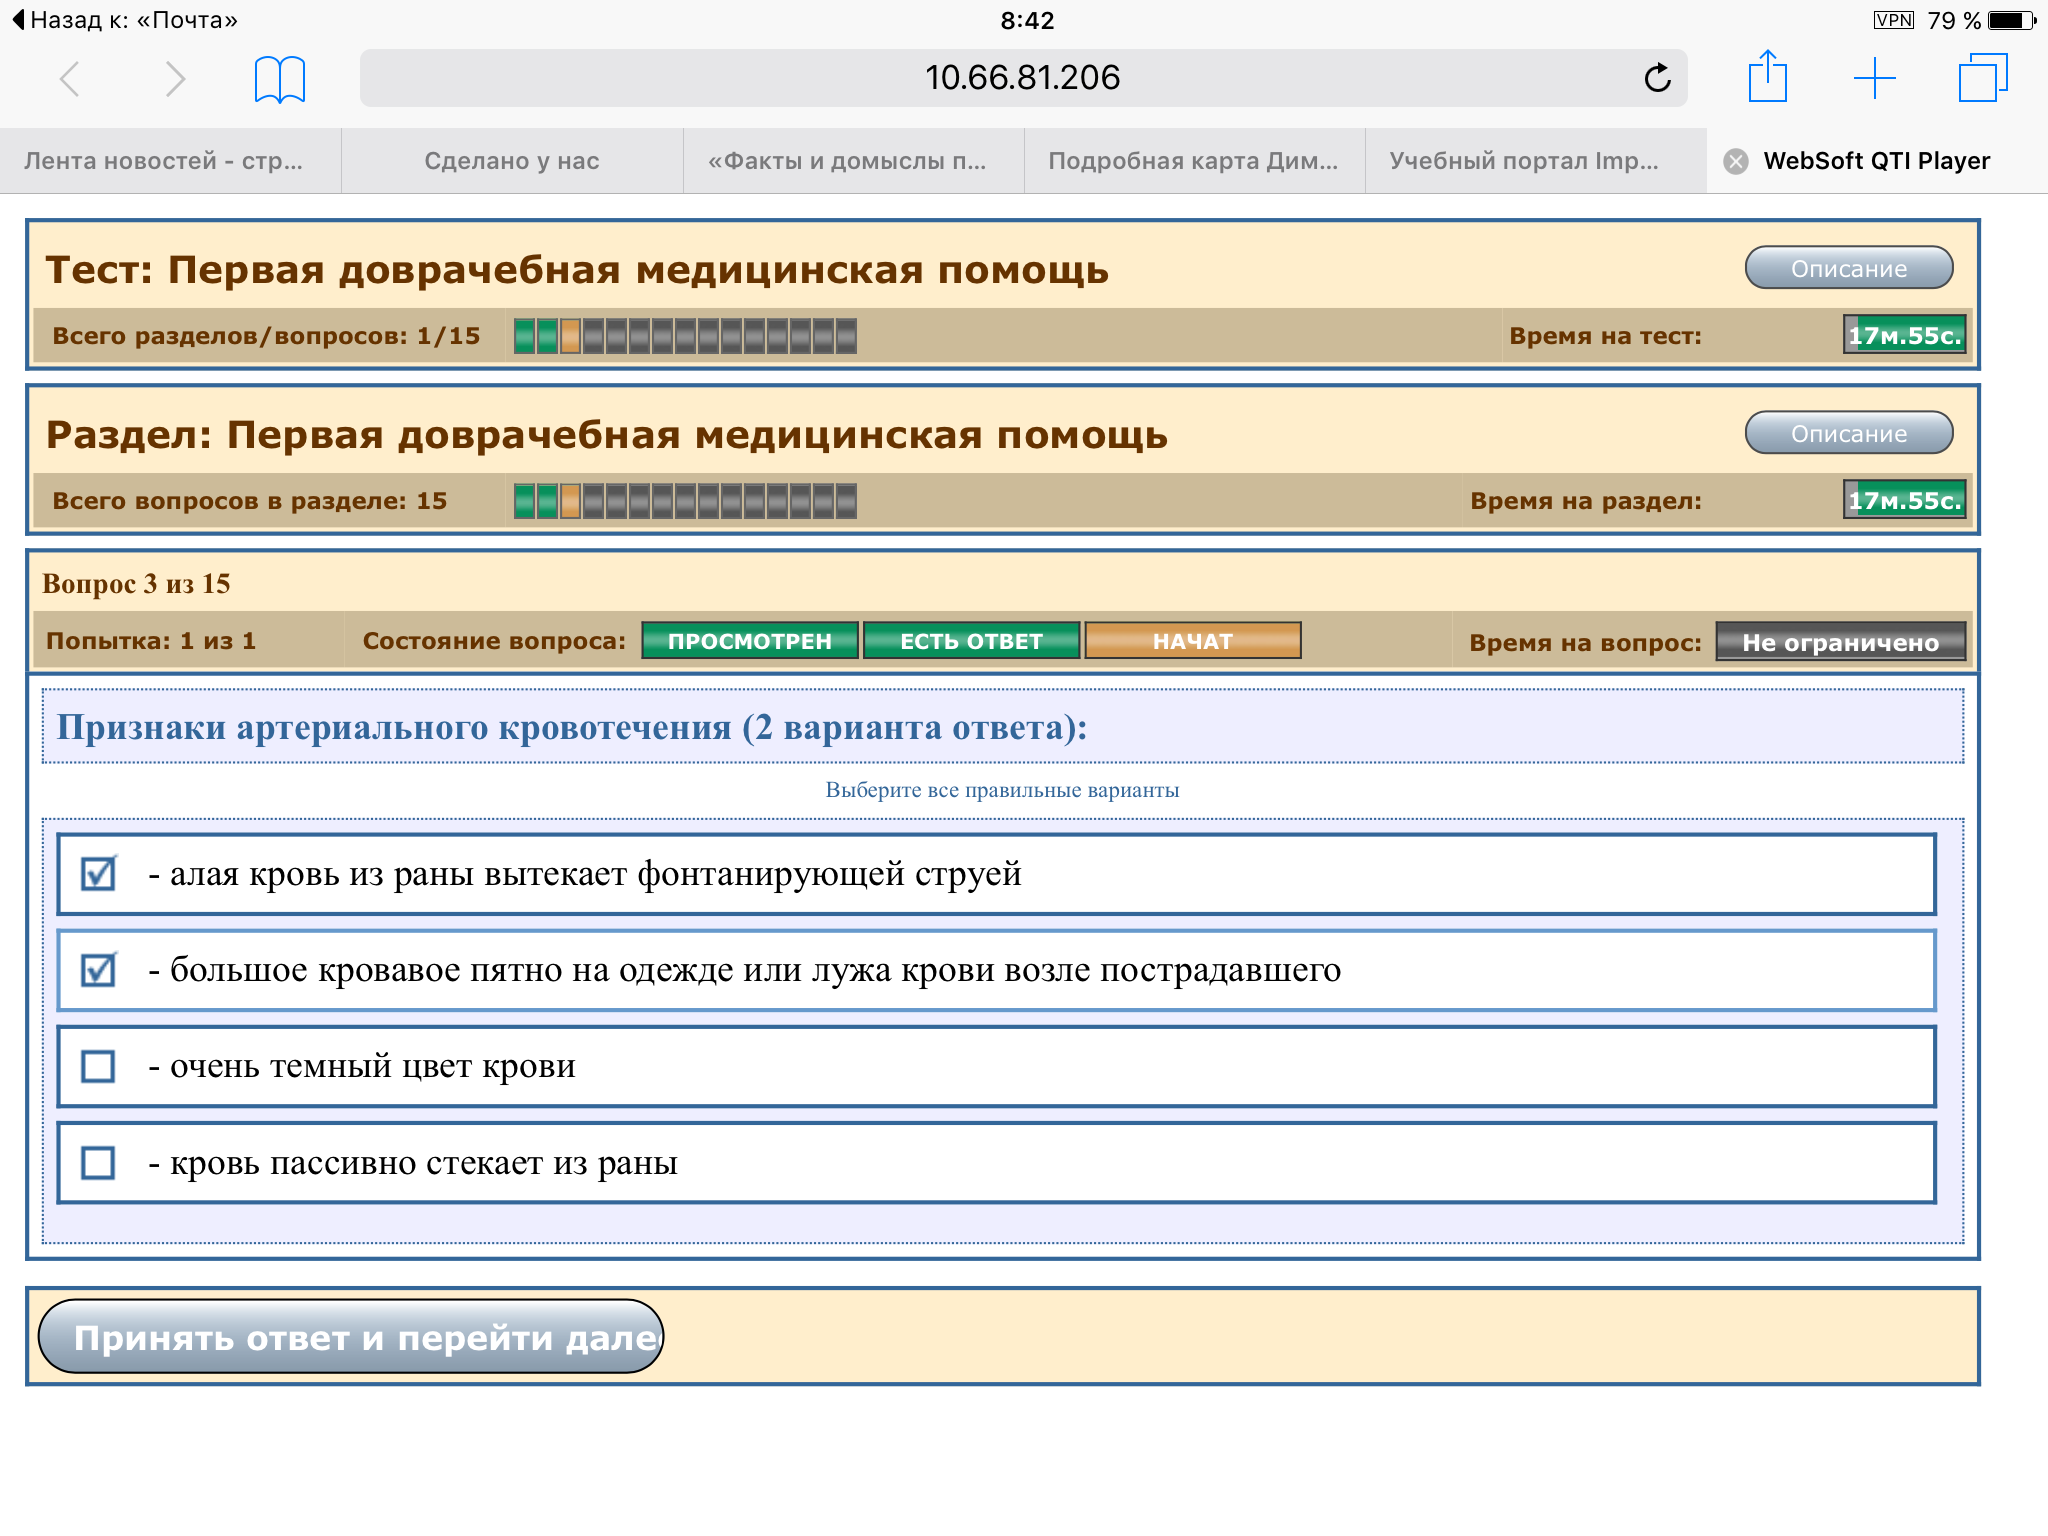 Назад к: «Почта»
8:42
VPN 79 %
10.66.81.206
Лента новостей - стр...
Сделано у нас
«Факты и домыслы п...
Подробная карта Дим...
Учебный портал Imp...
WebSoft QTI Player
Тест: Первая доврачебная медицинская помощь
Описание
Всего разделов/вопросов: 1/15
Время на тест:
17м.55с.
Раздел: Первая доврачебная медицинская помощь
Описание
Всего вопросов в разделе: 15
Время на раздел:
17м.55с.
Вопрос 3 из 15
Попытка: 1 из 1
Состояние вопроса:
ПРОСМОТРЕН
ЕСТЬ ОТВЕТ
НАЧАТ
Время на вопрос:
Не ограничено
Признаки артериального кровотечения (2 варианта ответа):
Выберите все правильные варианты
- алая кровь из раны вытекает фонтанирующей струей
- большое кровавое пятно на одежде или лужа крови возле пострадавшего
- очень темный цвет крови
- кровь пассивно стекает из раны
Принять ответ и перейти дале